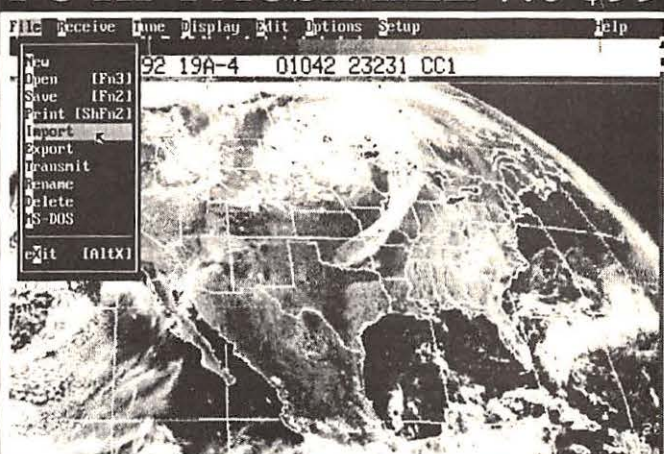 File Receive Tune Display Edit Options Setup Help
92 19A-4 01042 23231 CC1
New
Open [Fn3]
Save [Fn2]
Print [ShFn2]
Import
Export
Transmit
Rename
Delete
MS-DOS
eXit [AltX]